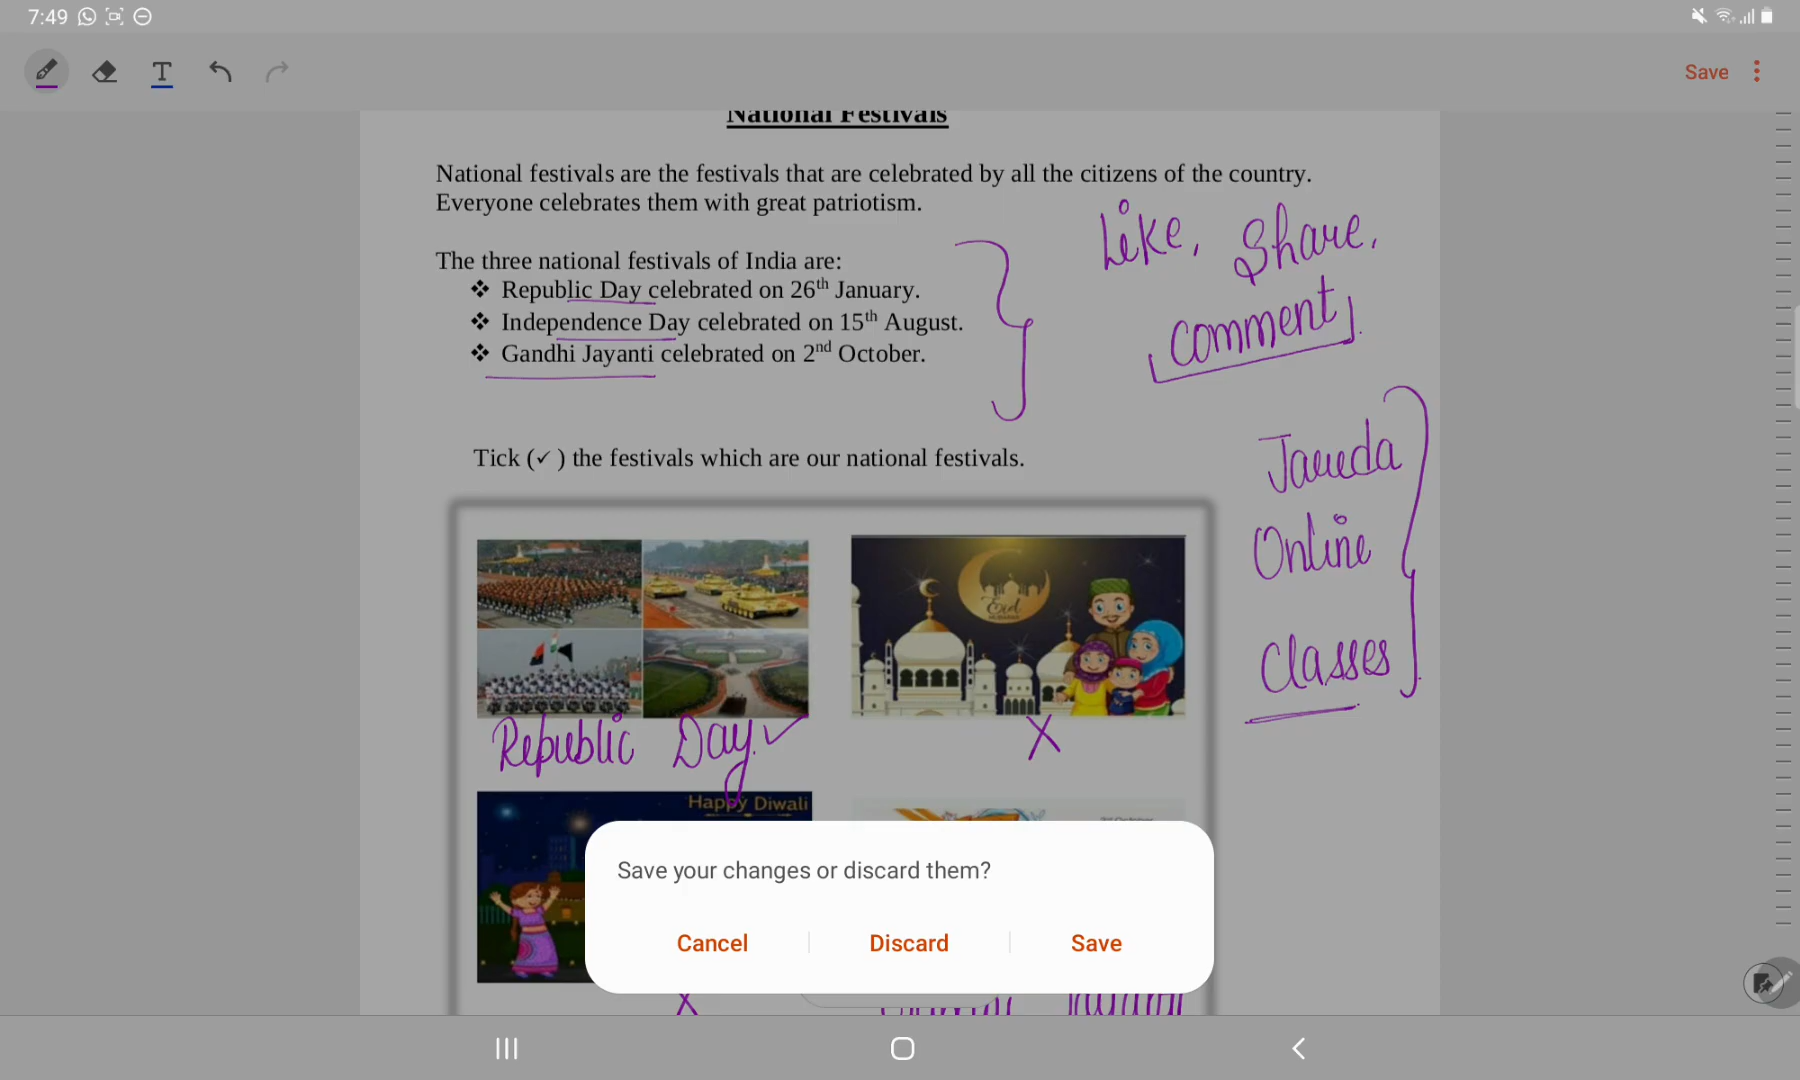 7:49
Save
National Festivals
National festivals are the festivals that are celebrated by all the citizens of the country.
Everyone celebrates them with great patriotism.
The three national festivals of India are:
❖ Republic Day celebrated on 26th January.
❖ Independence Day celebrated on 15th August.
❖ Gandhi Jayanti celebrated on 2nd October.
Like, Share,
Comment.
Tick (✓ ) the festivals which are our national festivals.
Online
Classes
Eid
Republic Day. ✓
X
Happy Diwali
Save your changes or discard them?
Cancel
Discard
Save
X